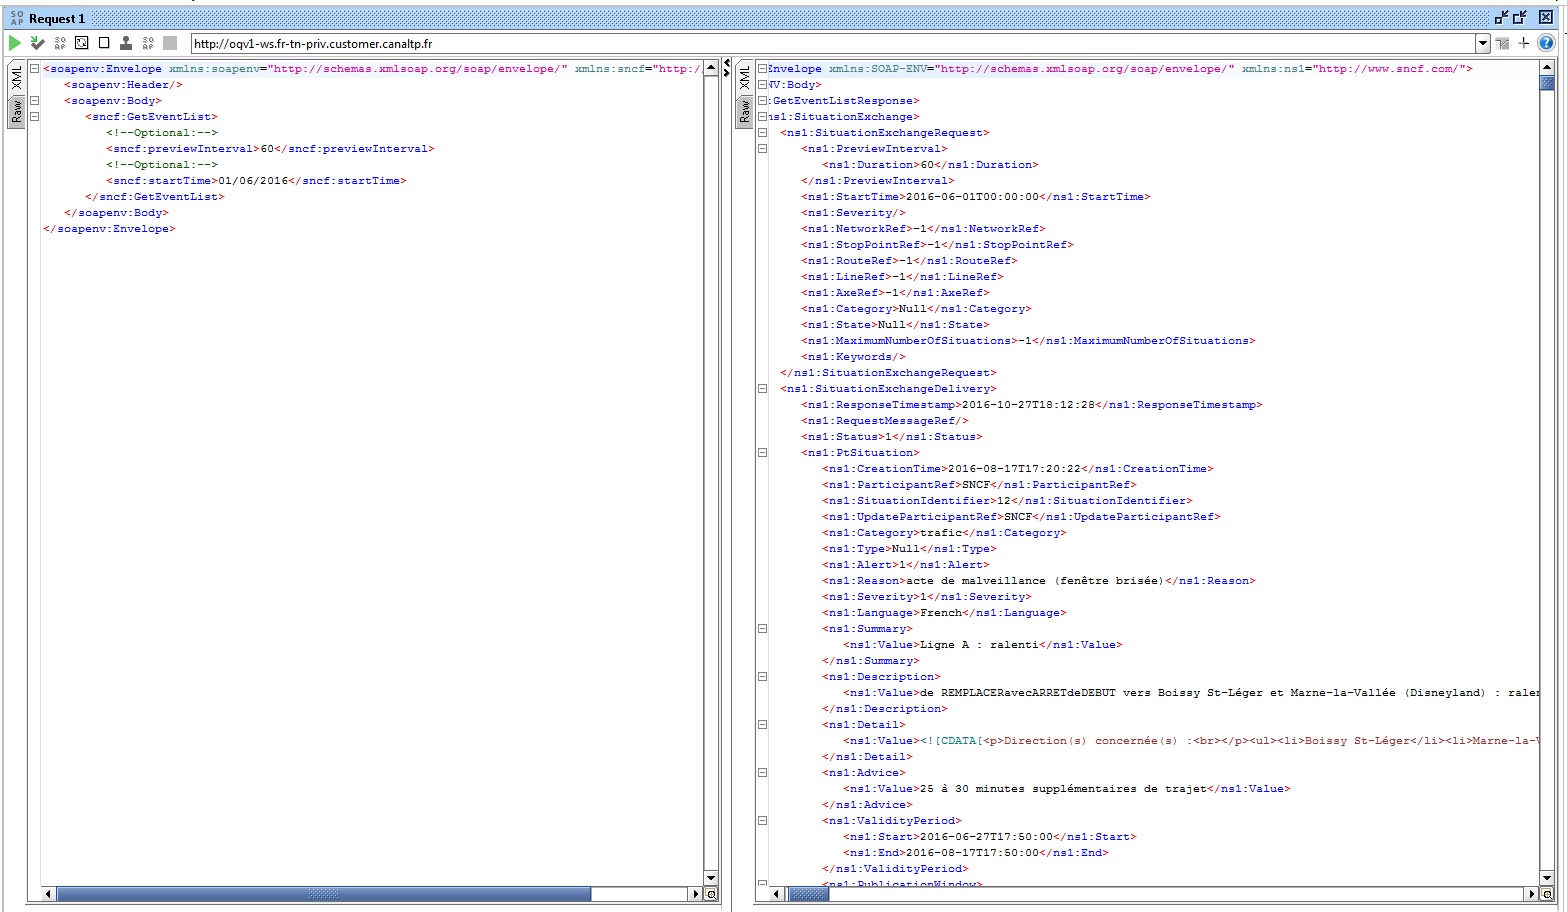 SO
AP
Request 1
SO
AP
SO
AP
http://oqv1-ws.fr-tn-priv.customer.canaltp.fr
XML
Raw
<soapenv:Envelope xmlns:soapenv="http://schemas.xmlsoap.org/soap/envelope/" xmlns:sncf="http:/
<soapenv:Header/>
<soapenv:Body>
<sncf:GetEventList>
<!--Optional:-->
<sncf:previewInterval>60</sncf:previewInterval>
<!--Optional:-->
<sncf:startTime>01/06/2016</sncf:startTime>
</sncf:GetEventList>
</soapenv:Body>
</soapenv:Envelope>
XML
Raw
Envelope xmlns:SOAP-ENV="http://schemas.xmlsoap.org/soap/envelope/" xmlns:ns1="http://www.sncf.com/">
NV:Body>
:GetEventListResponse>
ns1:SituationExchange>
<ns1:SituationExchangeRequest>
<ns1:PreviewInterval>
<ns1:Duration>60</ns1:Duration>
</ns1:PreviewInterval>
<ns1:StartTime>2016-06-01T00:00:00</ns1:StartTime>
<ns1:Severity/>
<ns1:NetworkRef>-1</ns1:NetworkRef>
<ns1:StopPointRef>-1</ns1:StopPointRef>
<ns1:RouteRef>-1</ns1:RouteRef>
<ns1:LineRef>-1</ns1:LineRef>
<ns1:AxeRef>-1</ns1:AxeRef>
<ns1:Category>Null</ns1:Category>
<ns1:State>Null</ns1:State>
<ns1:MaximumNumberOfSituations>-1</ns1:MaximumNumberOfSituations>
<ns1:Keywords/>
</ns1:SituationExchangeRequest>
<ns1:SituationExchangeDelivery>
<ns1:ResponseTimestamp>2016-10-27T18:12:28</ns1:ResponseTimestamp>
<ns1:RequestMessageRef/>
<ns1:Status>1</ns1:Status>
<ns1:PtSituation>
<ns1:CreationTime>2016-08-17T17:20:22</ns1:CreationTime>
<ns1:ParticipantRef>SNCF</ns1:ParticipantRef>
<ns1:SituationIdentifier>12</ns1:SituationIdentifier>
<ns1:UpdateParticipantRef>SNCF</ns1:UpdateParticipantRef>
<ns1:Category>trafic</ns1:Category>
<ns1:Type>Null</ns1:Type>
<ns1:Alert>1</ns1:Alert>
<ns1:Reason>acte de malveillance (fenêtre brisée)</ns1:Reason>
<ns1:Severity>1</ns1:Severity>
<ns1:Language>French</ns1:Language>
<ns1:Summary>
<ns1:Value>Ligne A : ralenti</ns1:Value>
</ns1:Summary>
<ns1:Description>
<ns1:Value>de REMPLACERavecARRETdeDEBUT vers Boissy St-Léger et Marne-la-Vallée (Disneyland) : raler
</ns1:Description>
<ns1:Detail>
<ns1:Value><![CDATA[<p>Direction(s) concernée(s) :<br></p><ul><li>Boissy St-Léger</li><li>Marne-la-V
</ns1:Detail>
<ns1:Advice>
<ns1:Value>25 à 30 minutes supplémentaires de trajet</ns1:Value>
</ns1:Advice>
<ns1:ValidityPeriod>
<ns1:Start>2016-06-27T17:50:00</ns1:Start>
<ns1:End>2016-08-17T17:50:00</ns1:End>
</ns1:ValidityPeriod>
<ns1:PublicationWindow>